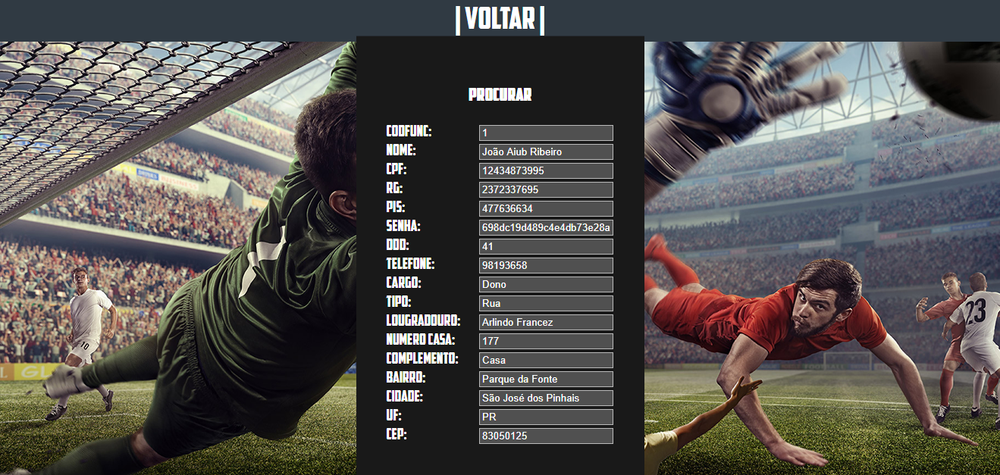 | VOLTAR |
PROCURAR
CODFUNC: 1
NOME: João Aiub Ribeiro
CPF: 12434873995
RG: 2372337695
PIS: 477636634
SENHA: 698dc19d489c4e4db73e28a
DDD: 41
TELEFONE: 98193658
CARGO: Dono
TIPO: Rua
LOUGRADOURO: Arlindo Francez
NUMERO CASA: 177
COMPLEMENTO: Casa
BAIRRO: Parque da Fonte
CIDADE: São José dos Pinhais
UF: PR
CEP: 83050125
1
10
23